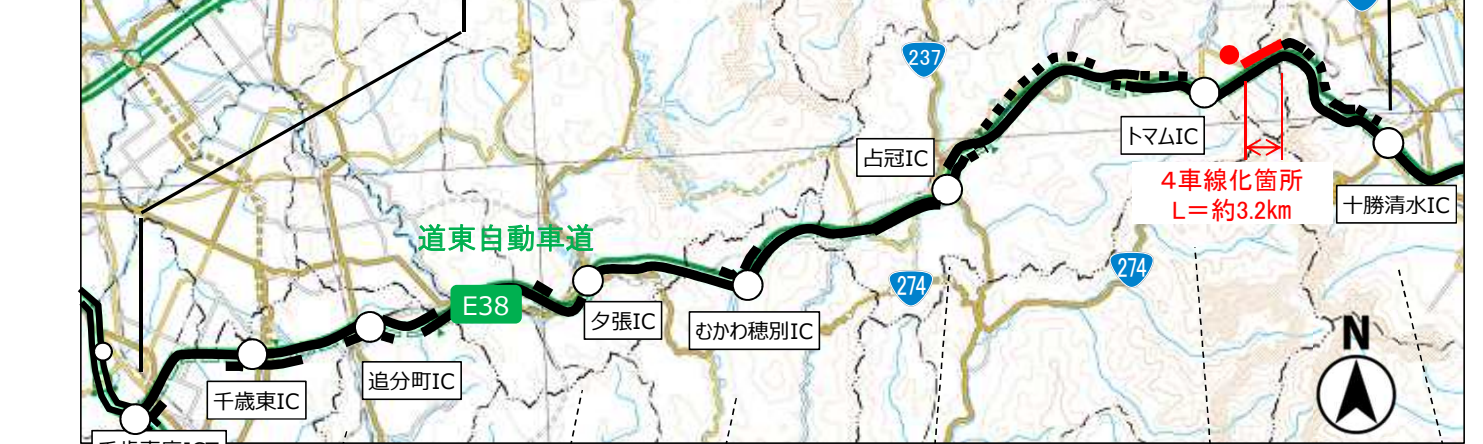 237
トマムIC
占冠IC
4車線化箇所
L=約3.2km
十勝清水IC
道東自動車道
274
274
E38
夕張IC
むかわ穂別IC
N
追分町IC
千歳東IC